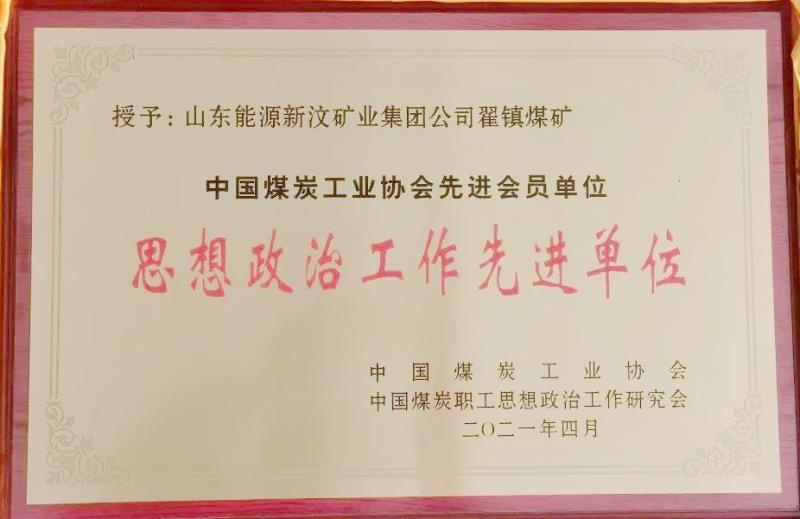 授予：山东能源新汶矿业集团公司翟镇煤矿
中国煤炭工业协会先进会员单位
思想政治工作先进单位
中国煤炭工业协会
中国煤炭职工思想政治工作研究会
二〇二一年四月